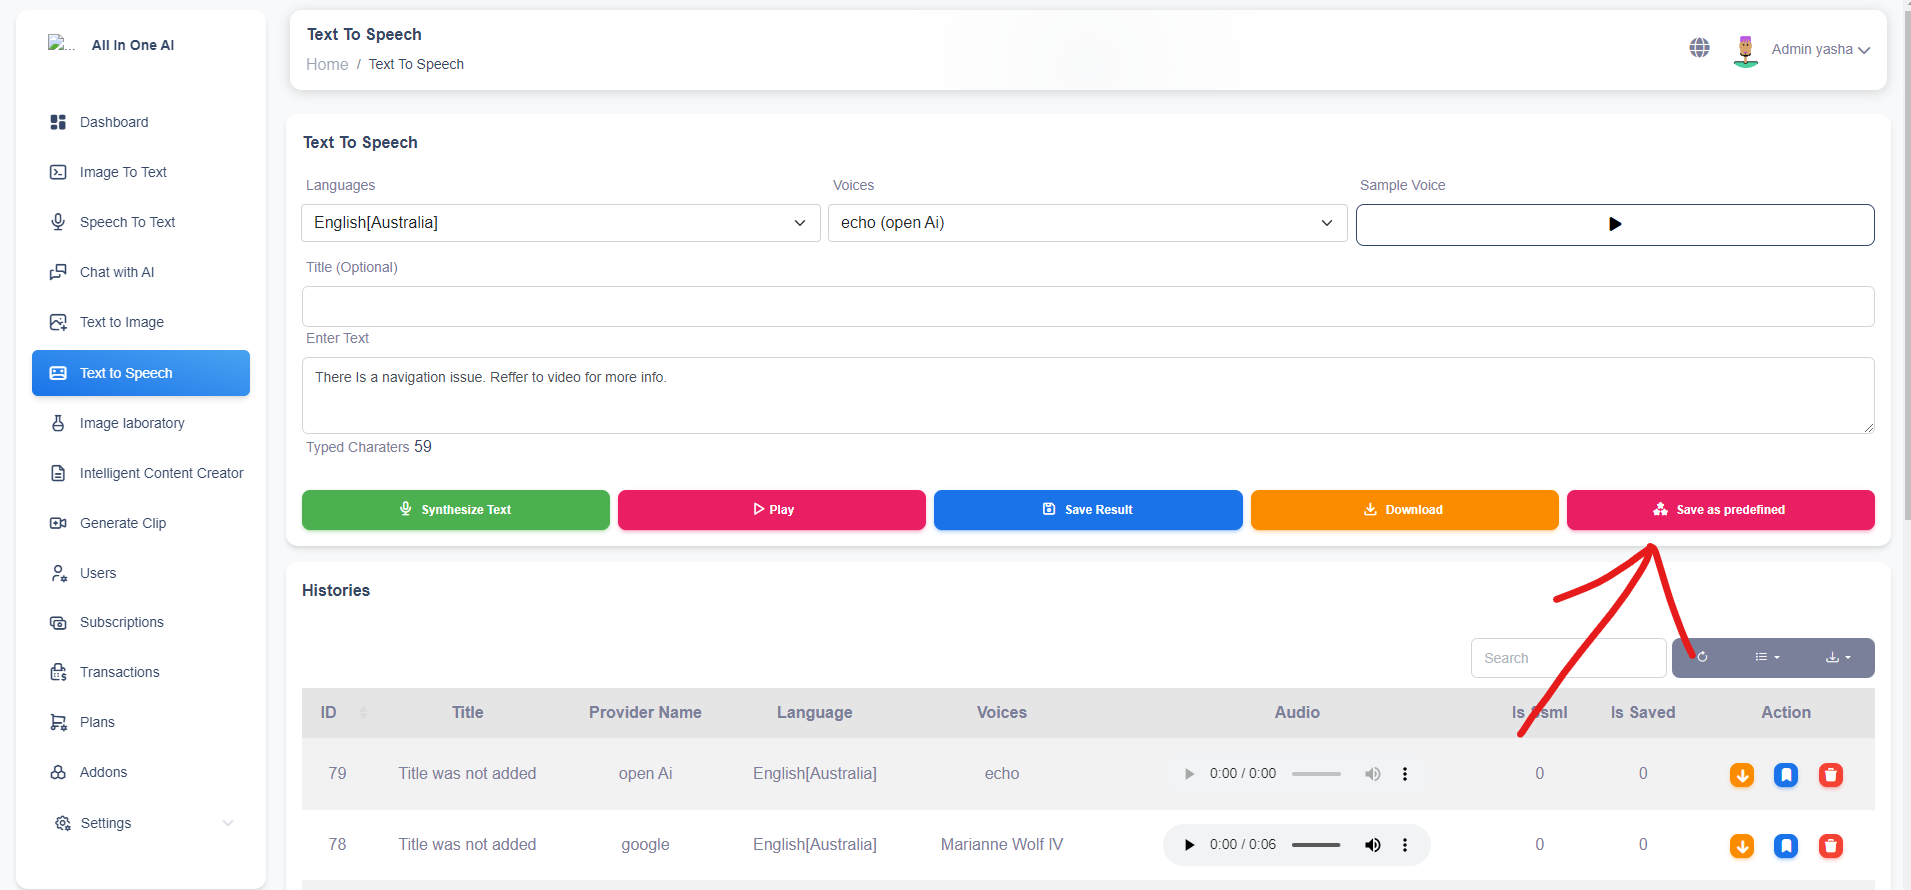 All In One AI
Dashboard
Image To Text
Speech To Text
Chat with AI
Text to Image
Text to Speech
Image laboratory
Intelligent Content Creator
Generate Clip
Users
Subscriptions
Transactions
Plans
Addons
Settings
Text To Speech
Home / Text To Speech
Admin yasha
Text To Speech
Languages Voices Sample Voice
English[Australia] echo (open Ai)
Title (Optional)
Enter Text
There Is a navigation issue. Reffer to video for more info.
Typed Charaters 59
Synthesize Text Play Save Result Download Save as predefined
Histories
Search
ID Title Provider Name Language Voices Audio Is Ssml Is Saved Action
79 Title was not added open Ai English[Australia] echo 0:00 / 0:00 0 0
78 Title was not added google English[Australia] Marianne Wolf IV 0:00 / 0:06 0 0